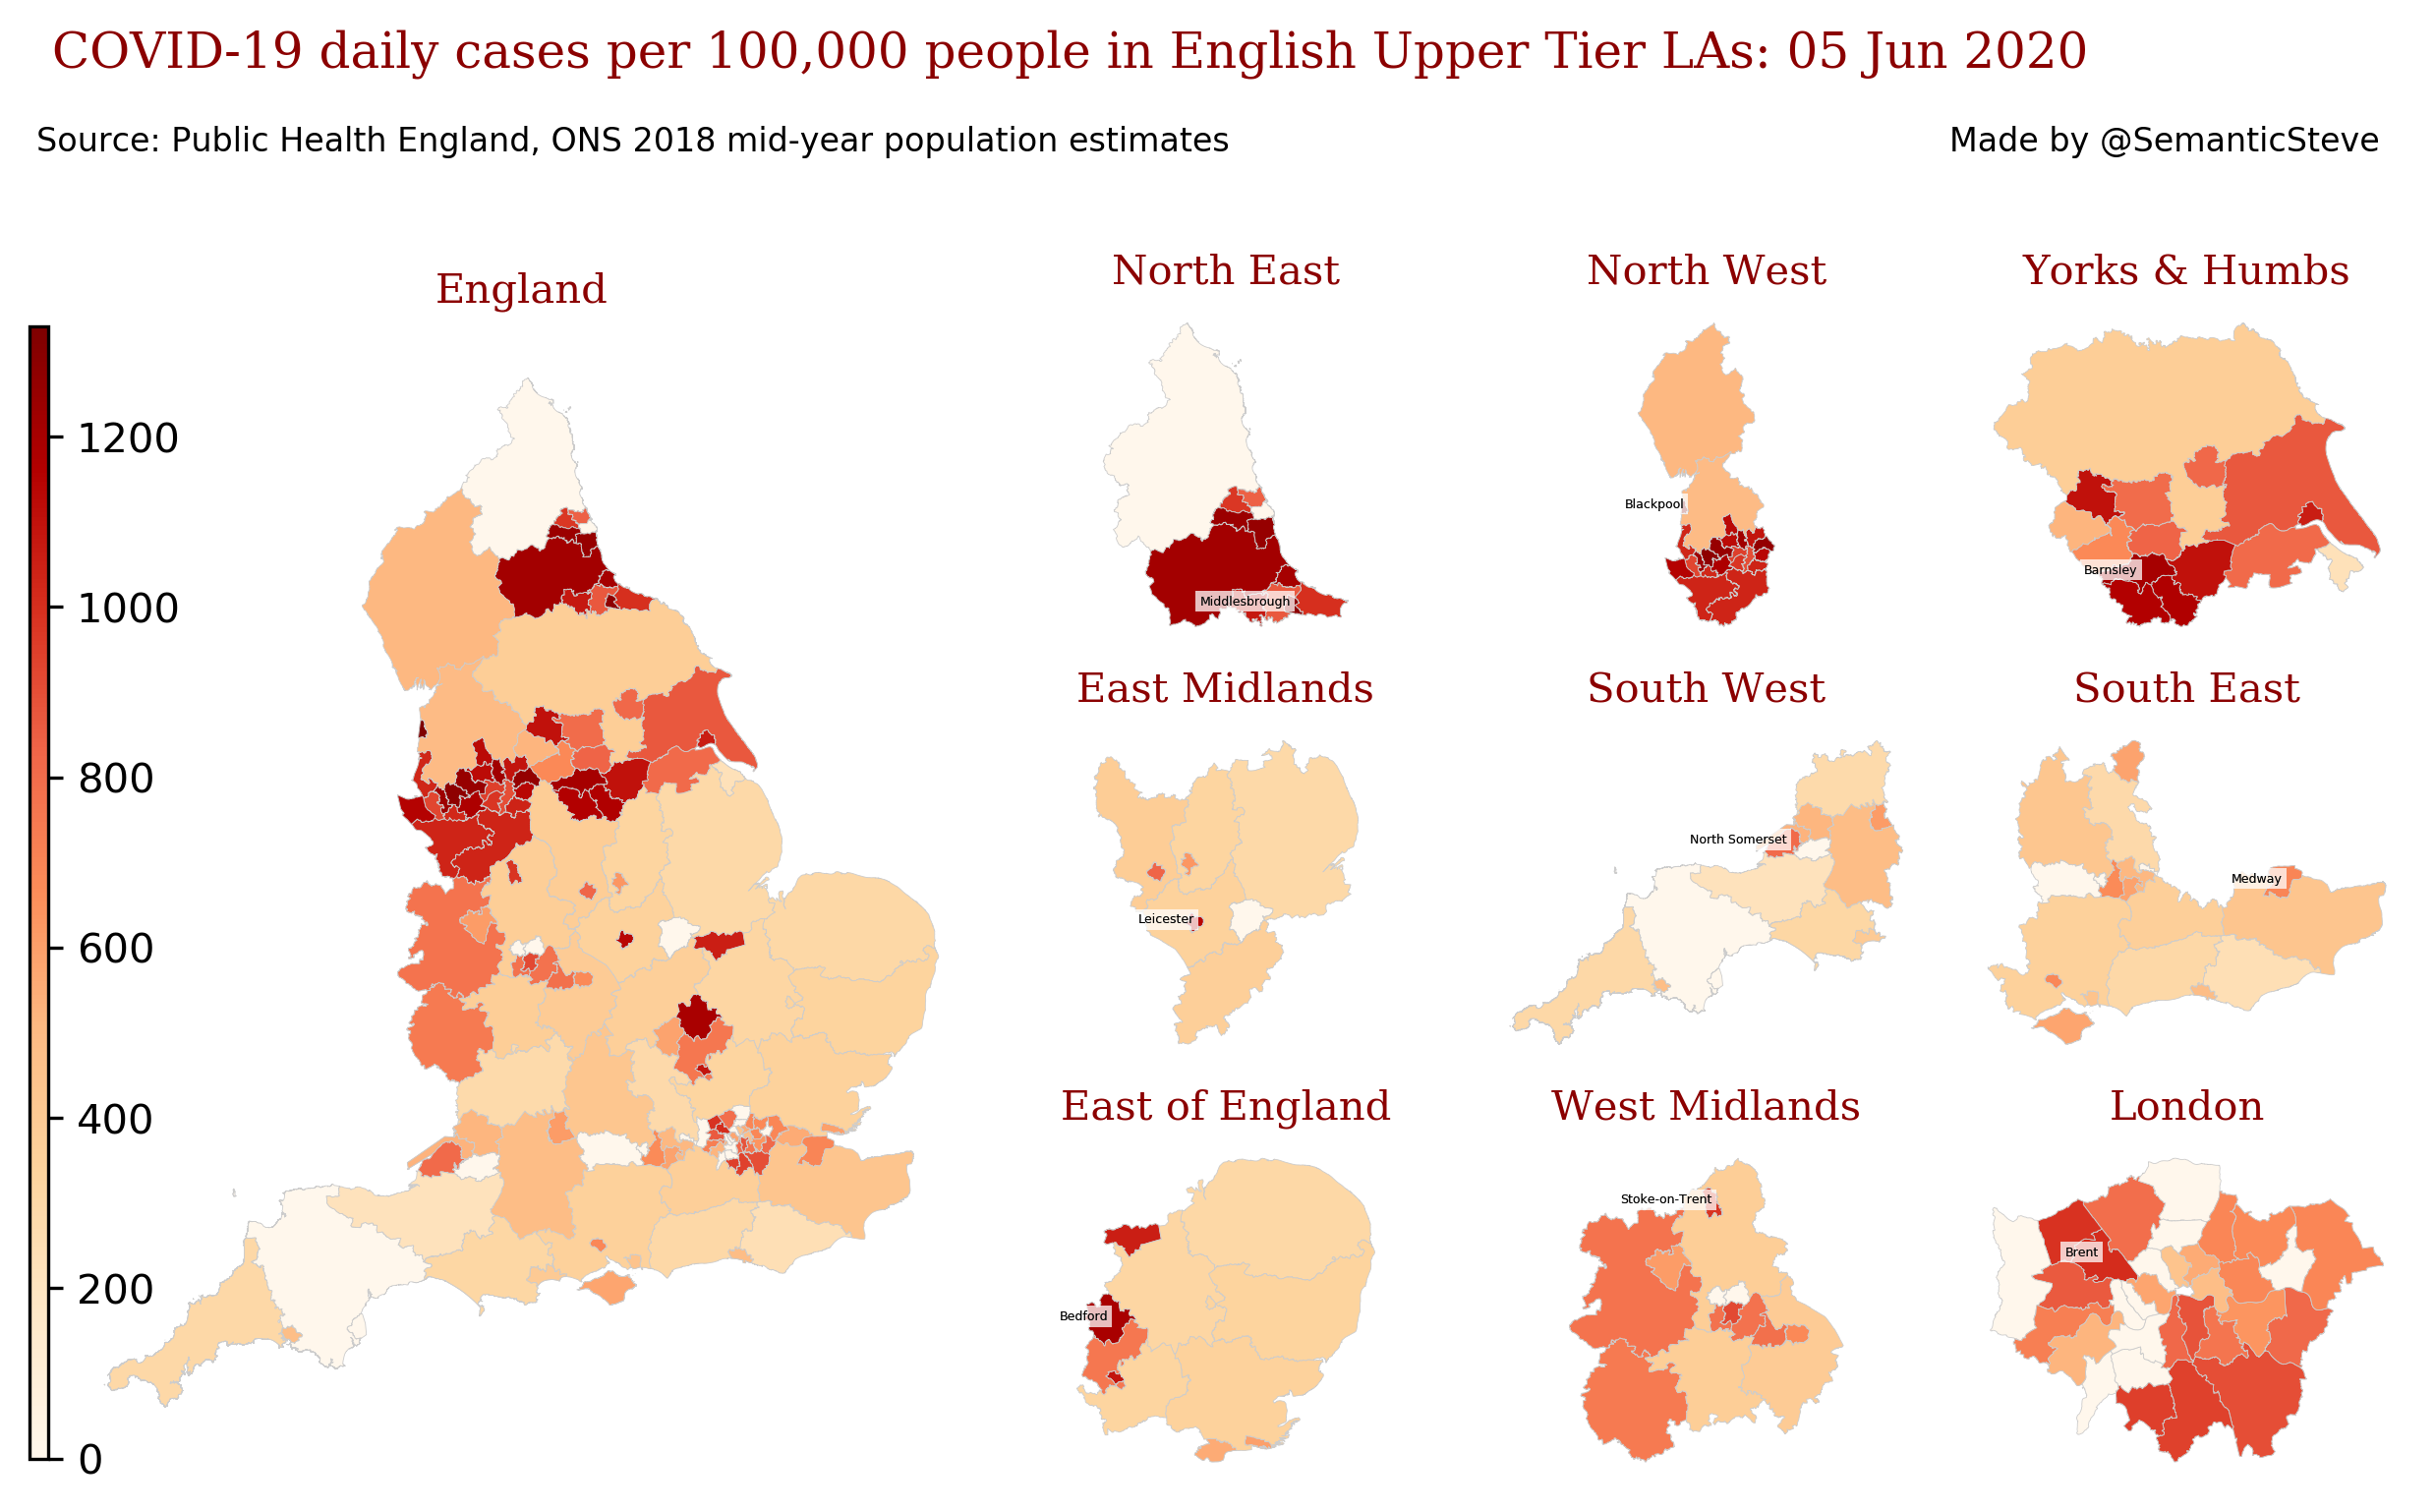 COVID-19 daily cases per 100,000 people in English Upper Tier LAs: 05 Jun 2020
Source: Public Health England, ONS 2018 mid-year population estimates
Made by @SemanticSteve
England
North East
North West
Yorks & Humbs
1200
1000
800
600
400
200
0
Blackpool
Barnsley
Middlesbrough
East Midlands
South West
South East
North Somerset
Medway
Leicester
East of England
West Midlands
London
Stoke-on-Trent
Brent
Bedford